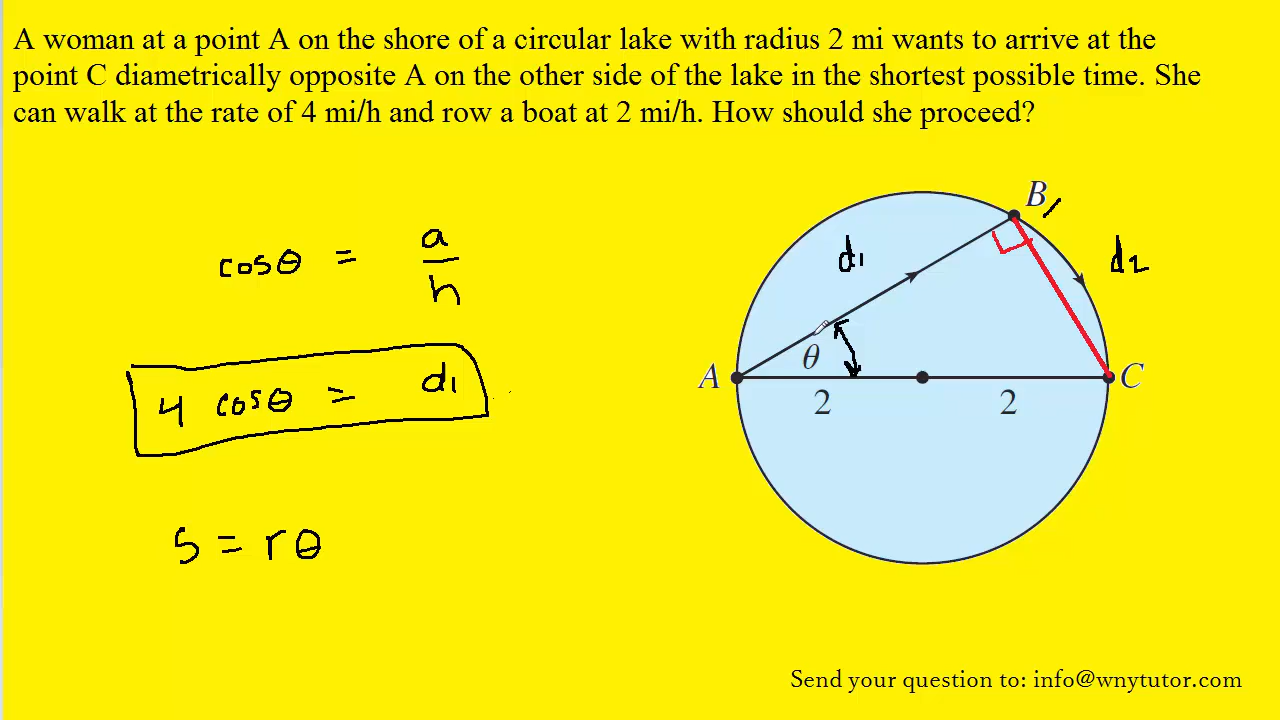 A woman at a point A on the shore of a circular lake with radius 2 mi wants to arrive at the
point C diametrically opposite A on the other side of the lake in the shortest possible time. She
can walk at the rate of 4 mi/h and row a boat at 2 mi/h. How should she proceed?
B
cosθ = a/h
d1
d2
θ
A
C
2
2
4 cosθ = d1
s = rθ
Send your question to: info@wnytutor.com